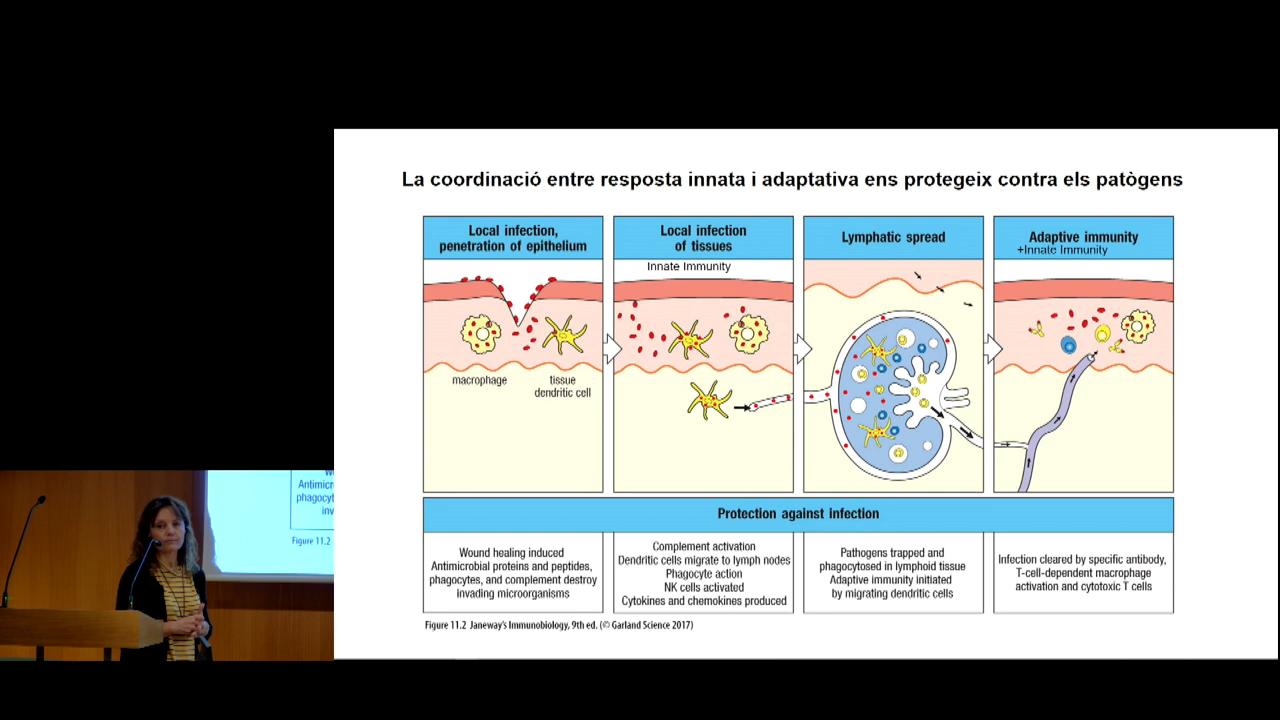 La coordinació entre resposta innata i adaptativa ens protegeix contra els patògens
Local infection,
penetration of epithelium
macrophage
tissue
dendritic cell
Local infection
of tissues
Innate Immunity
Lymphatic spread
Adaptive immunity
+Innate Immunity
Protection against infection
Wound healing induced
Antimicrobial proteins and peptides,
phagocytes, and complement destroy
invading microorganisms
Complement activation
Dendritic cells migrate to lymph nodes
Phagocyte action
NK cells activated
Cytokines and chemokines produced
Pathogens trapped and
phagocytosed in lymphoid tissue
Adaptive immunity initiated
by migrating dendritic cells
Infection cleared by specific antibody,
T-cell-dependent macrophage
activation and cytotoxic T cells
Figure 11.2 Janeway's Immunobiology, 9th ed. (© Garland Science 2017)
Antimicr
phagocyt
inv
Figure 11.2